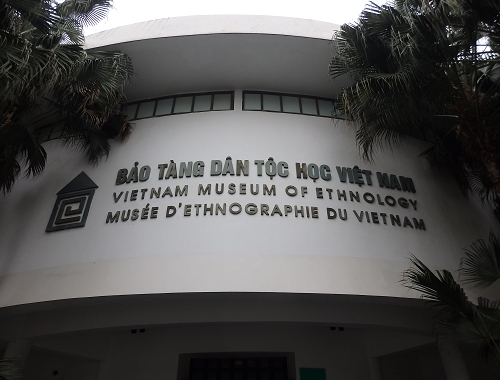 BẢO TÀNG DÂN TỘC HỌC VIỆT NAM
VIETNAM MUSEUM OF ETHNOLOGY
MUSÉE D'ETHNOGRAPHIE DU VIETNAM